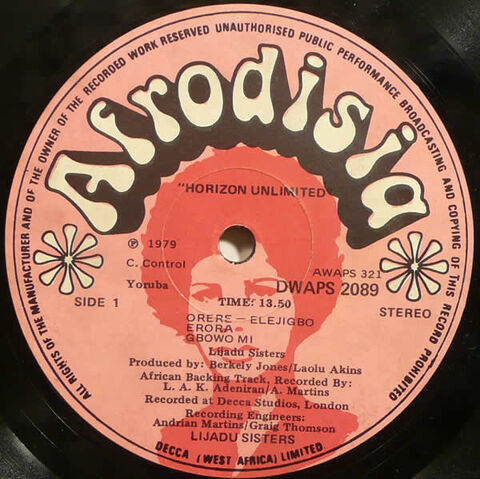 ALL RIGHTS OF THE MANUFACTURER AND OF THE OWNER OF THE RECORDED WORK RESERVED UNAUTHORISED PUBLIC PERFORMANCE BROADCASTING AND COPYING OF THIS RECORD PROHIBITED
Afrodisia
"HORIZON UNLIMITED"
℗ 1979
C. Control
Yoruba
SIDE 1
AWAPS 321
DWAPS 2089
STEREO
TIME: 13.50
ORERE – ELEJIGBO
ERORA
GBOWO MI
Lijadu Sisters
Produced by: Berkely Jones/Laolu Akins
African Backing Track, Recorded By:
L. A. K. Adeniran/A. Martins
Recorded at Decca Studios, London
Recording Engineers:
Andrian Martins/Graig Thomson
LIJADU SISTERS
DECCA (WEST AFRICA) LIMITED